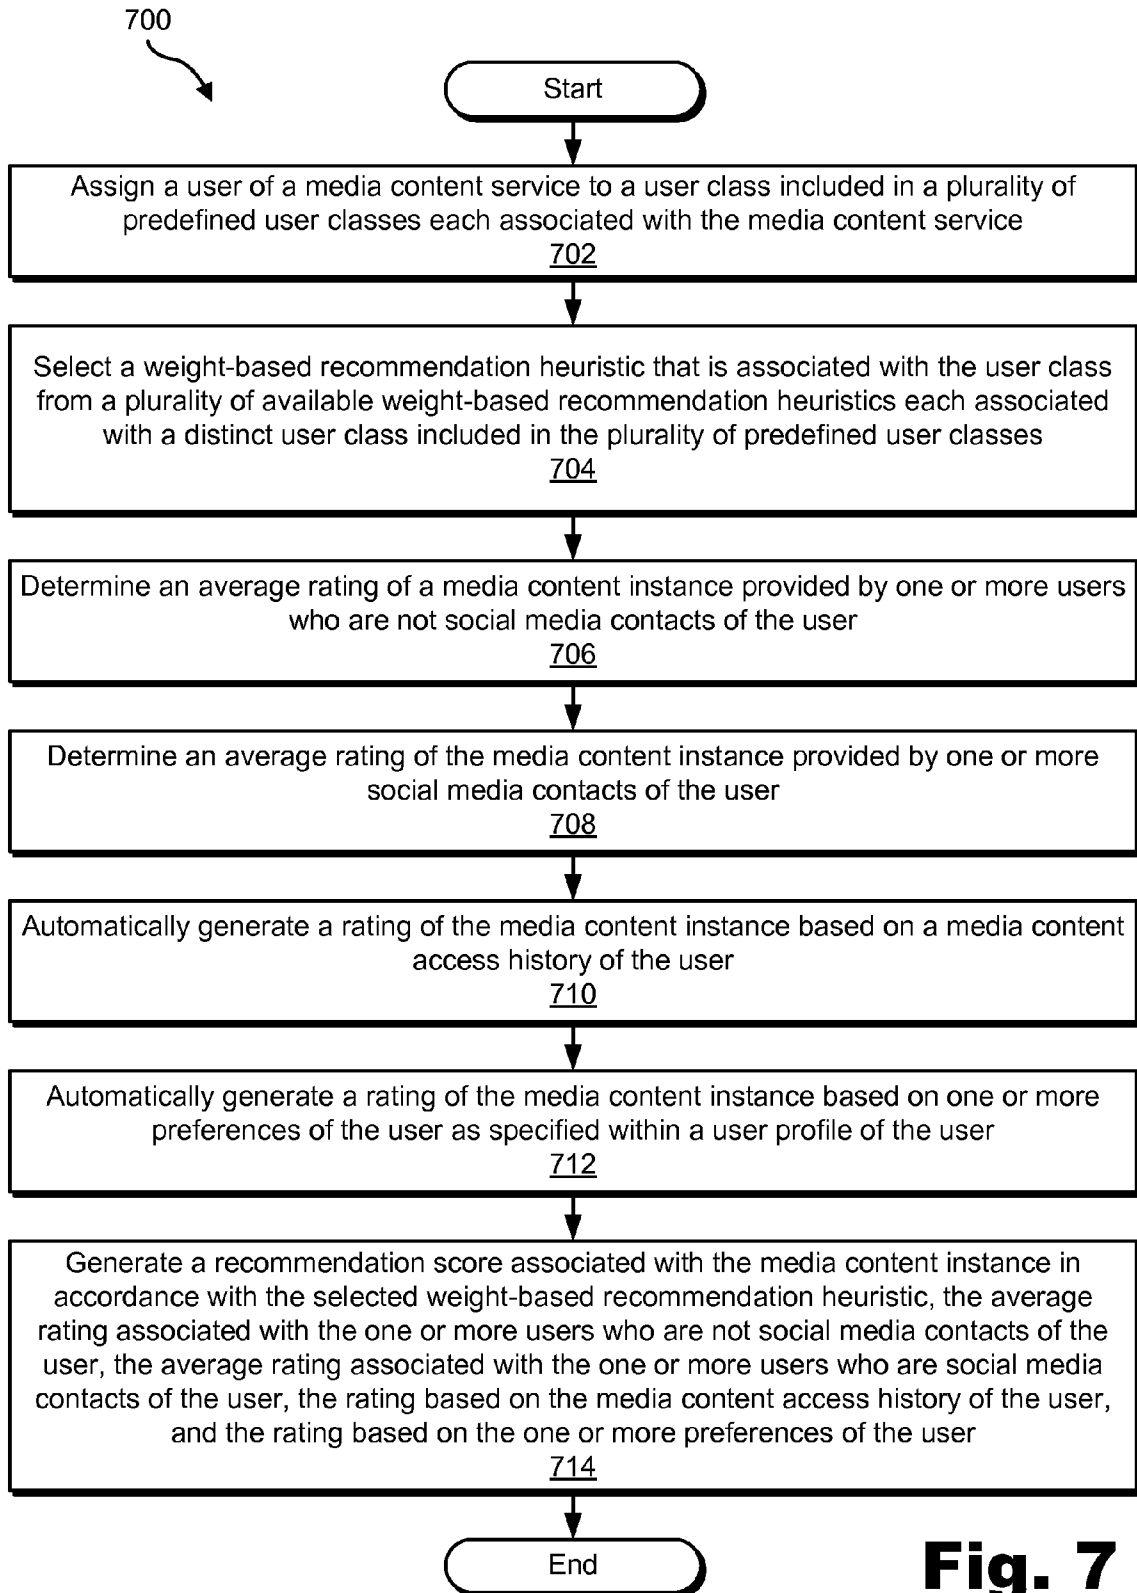 700
Start
Assign a user of a media content service to a user class included in a plurality of
predefined user classes each associated with the media content service
702
Select a weight-based recommendation heuristic that is associated with the user class
from a plurality of available weight-based recommendation heuristics each associated
with a distinct user class included in the plurality of predefined user classes
704
Determine an average rating of a media content instance provided by one or more users
who are not social media contacts of the user
706
Determine an average rating of the media content instance provided by one or more
social media contacts of the user
708
Automatically generate a rating of the media content instance based on a media content
access history of the user
710
Automatically generate a rating of the media content instance based on one or more
preferences of the user as specified within a user profile of the user
712
Generate a recommendation score associated with the media content instance in
accordance with the selected weight-based recommendation heuristic, the average
rating associated with the one or more users who are not social media contacts of the
user, the average rating associated with the one or more users who are social media
contacts of the user, the rating based on the media content access history of the user,
and the rating based on the one or more preferences of the user
714
End
Fig. 7